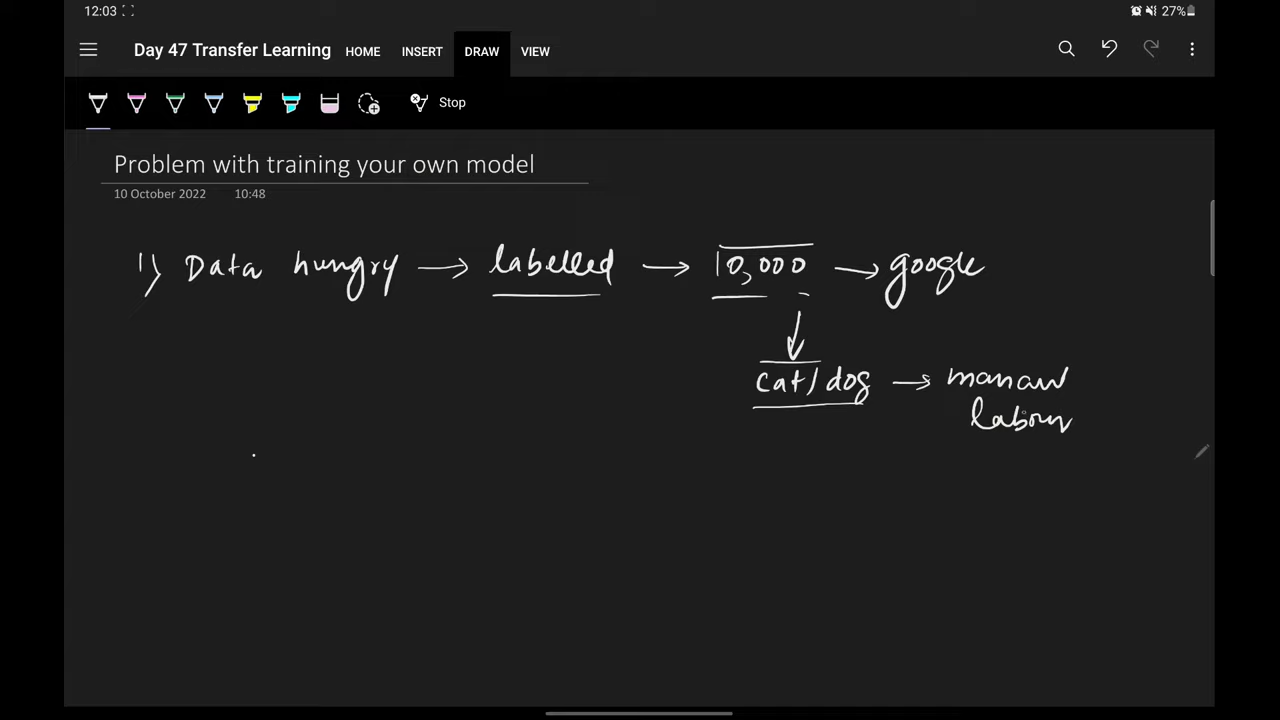 12:03 27%
Day 47 Transfer Learning HOME INSERT DRAW VIEW
Stop
Problem with training your own model
10 October 2022 10:48
1) Data hungry → labelled → 10,000 → google
cat/dog → manual
labour